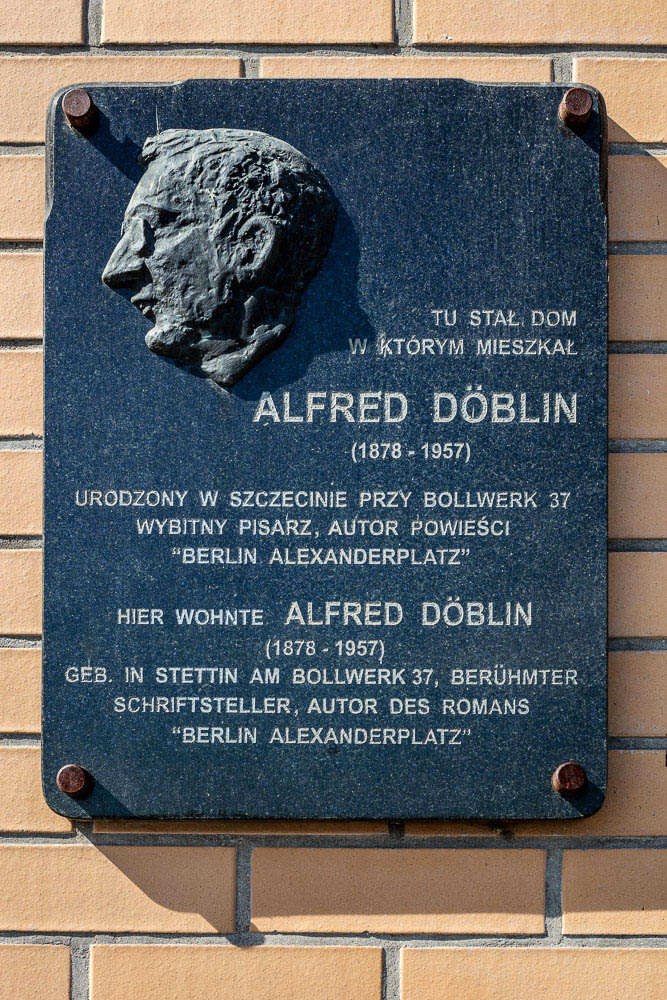 TU STAŁ DOM
W KTÓRYM MIESZKAŁ
ALFRED DÖBLIN
(1878 - 1957)
URODZONY W SZCZECINIE PRZY BOLLWERK 37
WYBITNY PISARZ, AUTOR POWIEŚCI
“BERLIN ALEXANDERPLATZ”
HIER WOHNTE ALFRED DÖBLIN
(1878 - 1957)
GEB. IN STETTIN AM BOLLWERK 37, BERÜHMTER
SCHRIFTSTELLER, AUTOR DES ROMANS
“BERLIN ALEXANDERPLATZ”